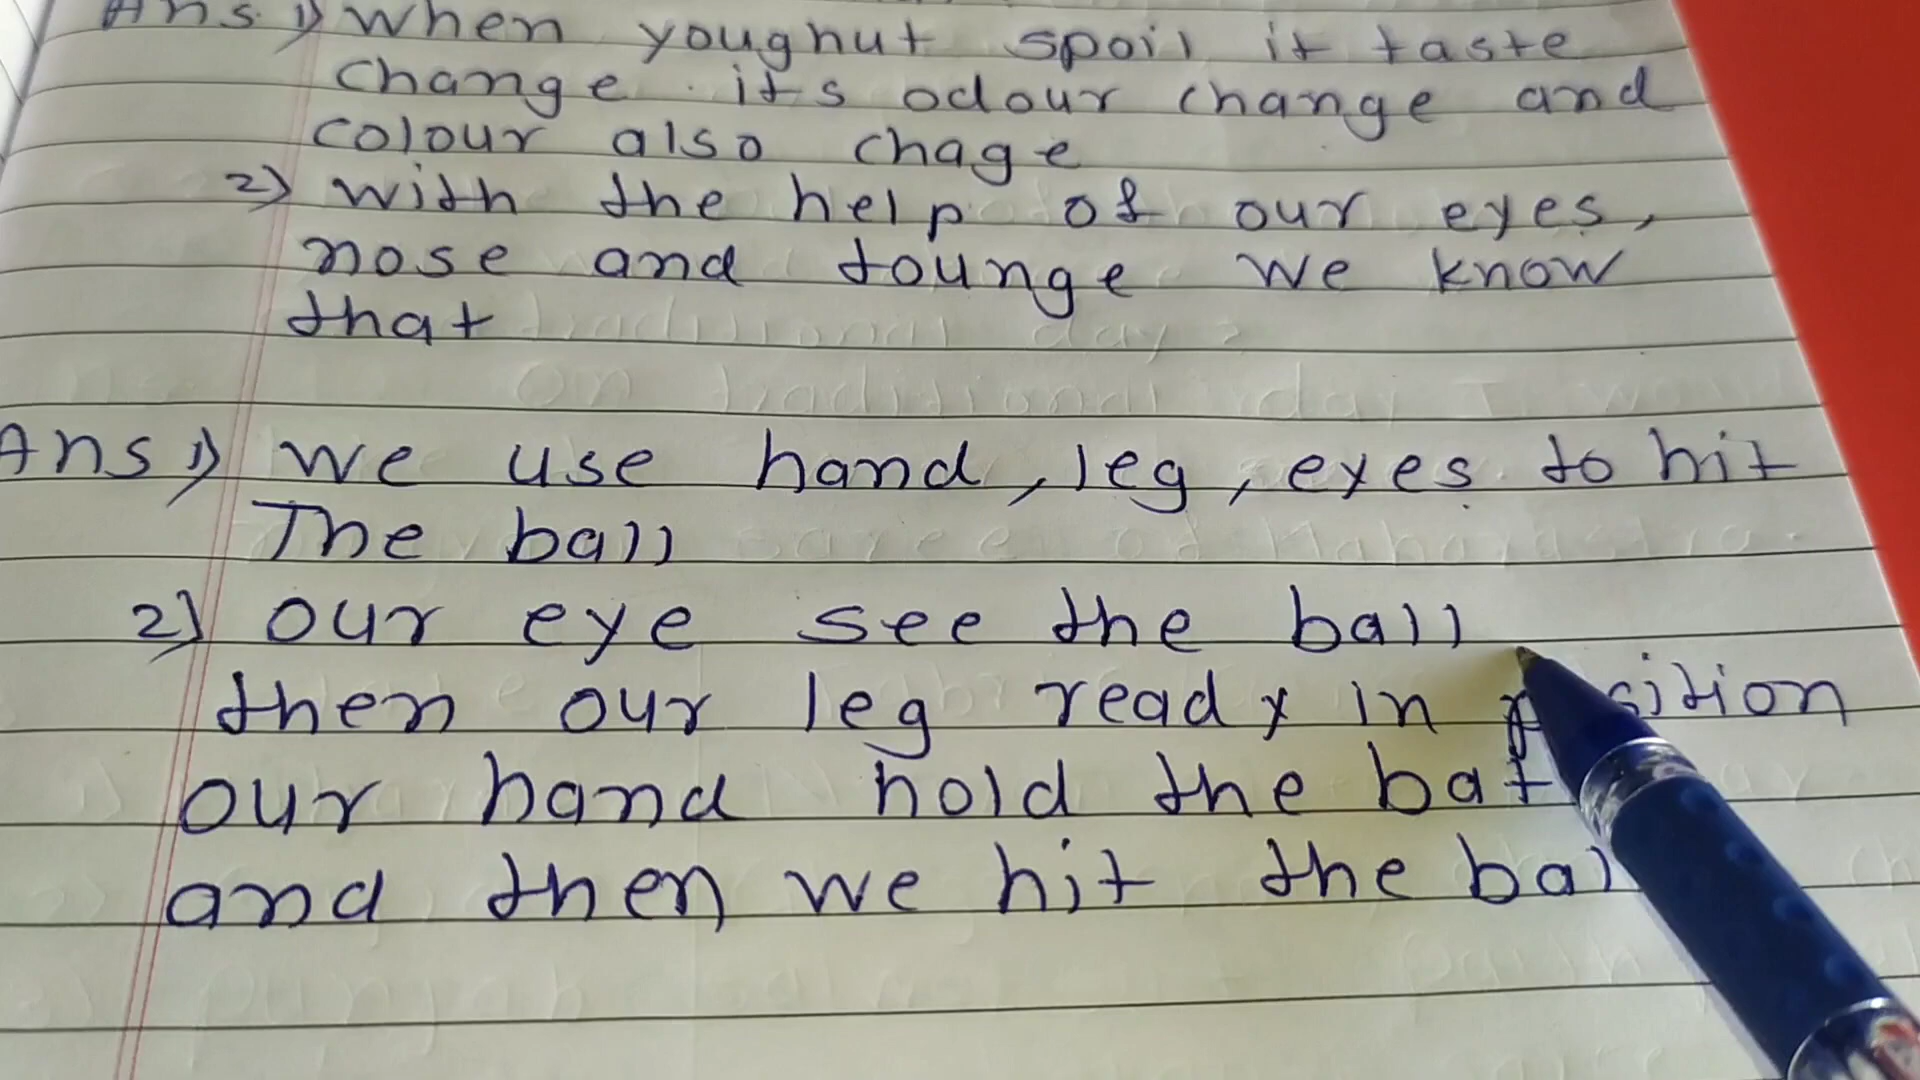 Ans 1) When youghut spoil it taste
change. its odour change and
colour also chage
2) with the help of our eyes,
nose and tounge we know
that
Ans 1) We use hand, leg, eyes to hit
The ball
2) our eye see the ball
then our leg ready in
our hand hold the bat
and then we hit the